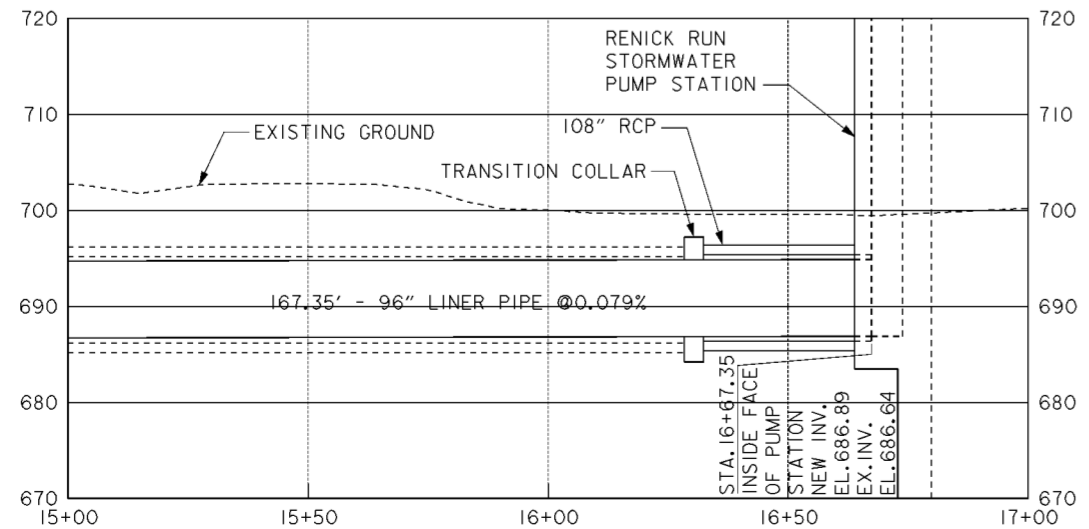 720
710
700
690
680
670
720
710
700
690
680
670
RENICK RUN
STORMWATER
PUMP STATION
108" RCP
EXISTING GROUND
TRANSITION COLLAR
167.35' - 96" LINER PIPE @0.079%
STA.16+67.35
INSIDE FACE
OF PUMP
STATION
NEW INV.
EL.686.89
EX.INV.
EL.686.64
15+00
15+50
16+00
16+50
17+00